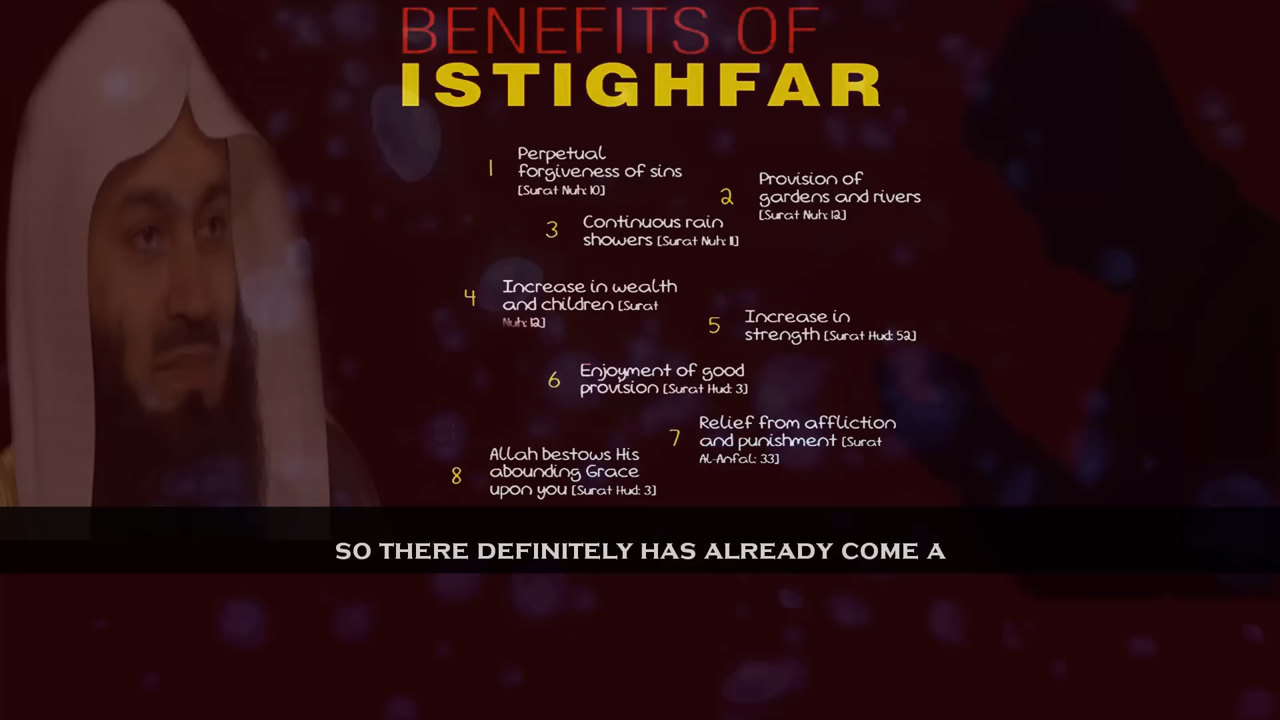 BENEFITS OF
ISTIGHFAR
1 Perpetual
forgiveness of sins
[Surat Nuh: 10]
2 Provision of
gardens and rivers
[Surat Nuh: 12]
3 Continuous rain
showers [Surat Nuh: 11]
4 Increase in wealth
and children [Surat
Nuh: 12]
5 Increase in
strength [Surat Hud: 52]
6 Enjoyment of good
provision [Surat Hud: 3]
7 Relief from affliction
and punishment [Surat
Al-Anfal: 33]
8 Allah bestows His
abounding Grace
upon you [Surat Hud: 3]
SO THERE DEFINITELY HAS ALREADY COME A